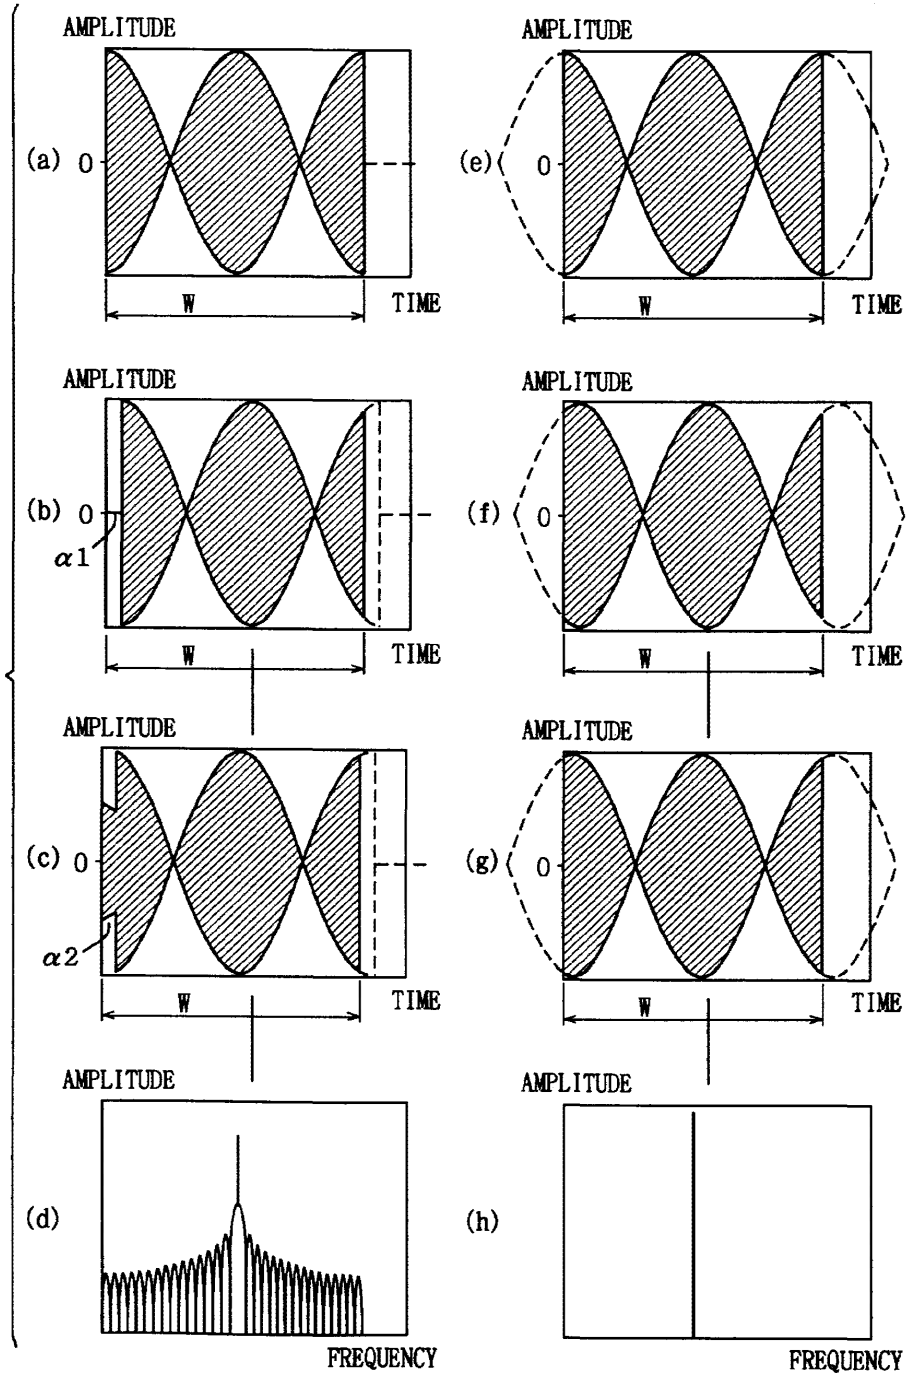 AMPLITUDE
(a) 0
W TIME
AMPLITUDE
(b) 0
α1
W TIME
AMPLITUDE
(c) 0
α2
W TIME
AMPLITUDE
(d)
FREQUENCY
AMPLITUDE
(e) 0
W TIME
AMPLITUDE
(f) 0
W TIME
AMPLITUDE
(g) 0
W TIME
AMPLITUDE
(h)
FREQUENCY